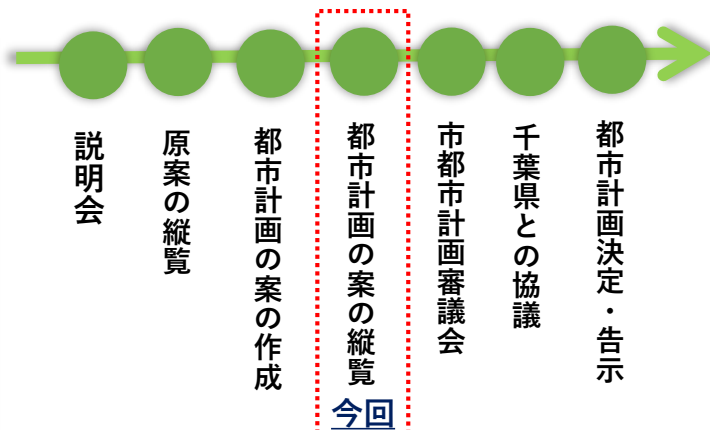 説明会
原案の縦覧
都市計画の案の作成
都市計画の案の縦覧
今回
市都市計画審議会
千葉県との協議
都市計画決定・告示